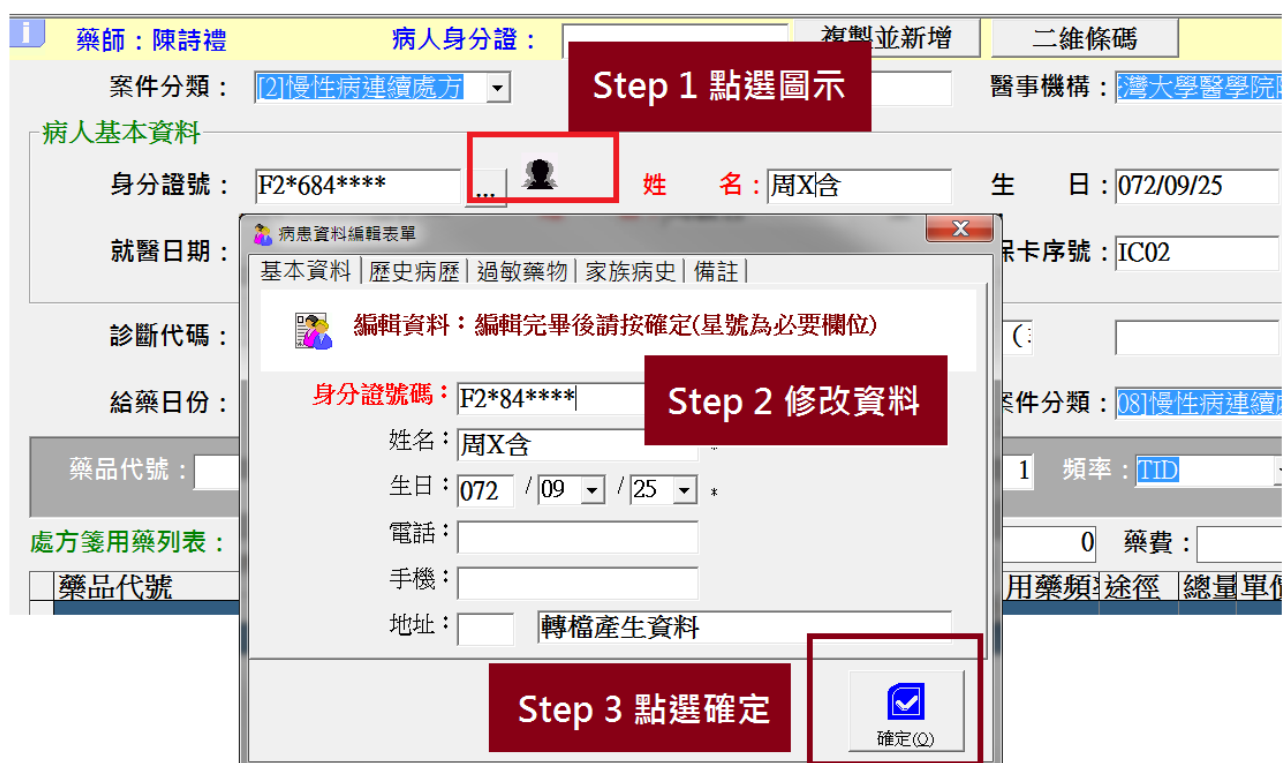 藥師：陳詩禮 病人身分證： 複製並新增 二維條碼
案件分類： [2]慢性病連續處方 Step 1 點選圖示 醫事機構： 灣大學醫學院
病人基本資料
身分證號： F2*684**** ... 姓 名： 周X含 生 日： 072/09/25
就醫日期： 卡序號： IC02
診斷代碼：
給藥日份： 案件分類： 08]慢性病連續
藥品代號： 1 頻率： TID
處方箋用藥列表： 0 藥費：
藥品代號 用藥頻 途徑 總量 單
病患資料編輯表單
基本資料 歷史病歷 過敏藥物 家族病史 備註
編輯資料：編輯完畢後請按確定(星號為必要欄位)
身分證號碼： F2*84**** Step 2 修改資料
姓名： 周X含 *
生日： 072 / 09 / 25 *
電話：
手機：
地址： 轉檔產生資料
Step 3 點選確定
確定(O)